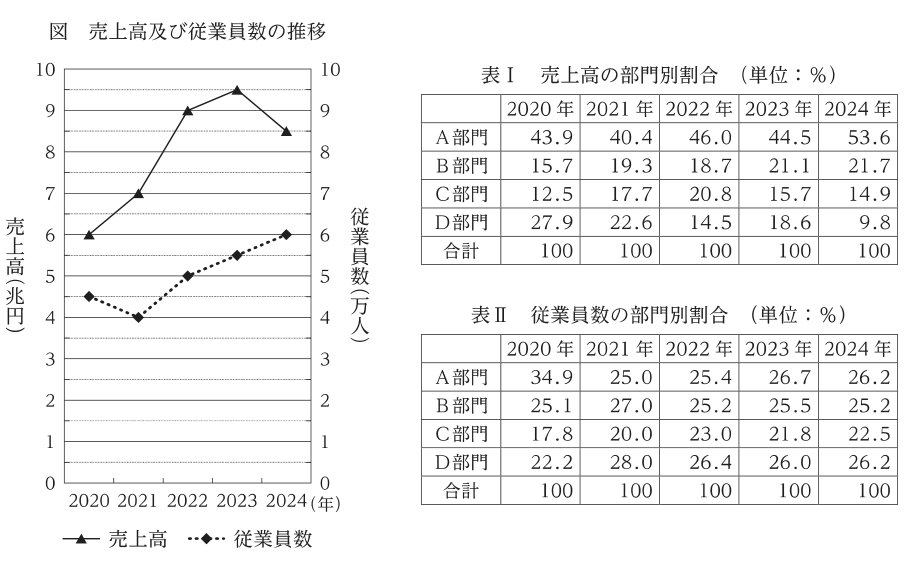 図　売上高及び従業員数の推移
売上高(兆円)
10
9
8
7
6
5
4
3
2
1
0
10
9
8
7
6
5
4
3
2
1
0
従業員数(万人)
2020 2021 2022 2023 2024 (年)
売上高　従業員数
表Ⅰ　売上高の部門別割合　(単位：％)
2020年 2021年 2022年 2023年 2024年
A部門 43.9 40.4 46.0 44.5 53.6
B部門 15.7 19.3 18.7 21.1 21.7
C部門 12.5 17.7 20.8 15.7 14.9
D部門 27.9 22.6 14.5 18.6 9.8
合計 100 100 100 100 100
表Ⅱ　従業員数の部門別割合　(単位：％)
2020年 2021年 2022年 2023年 2024年
A部門 34.9 25.0 25.4 26.7 26.2
B部門 25.1 27.0 25.2 25.5 25.2
C部門 17.8 20.0 23.0 21.8 22.5
D部門 22.2 28.0 26.4 26.0 26.2
合計 100 100 100 100 100